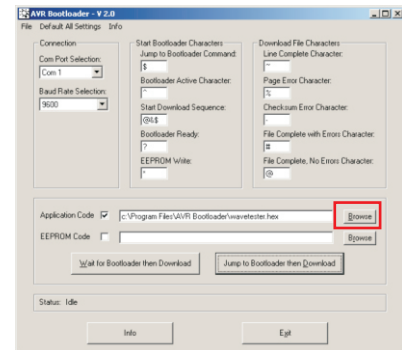 AVR Bootloader - V 2.0
File Default All Settings Info
Connection
Com Port Selection:
Com 1
Baud Rate Selection:
9600
Start Bootloader Characters
Jump to Bootloader Command:
$
Bootloader Active Character:
^
Start Download Sequence:
@&$
Bootloader Ready:
?
EEPROM Write:
*
Download File Characters
Line Complete Character:
~
Page Error Character:
%
Checksum Error Character:
-
File Complete with Errors Character:
#
File Complete, No Errors Character:
@
Application Code c:\Program Files\AVR Bootloader\wavetester.hex Browse
EEPROM Code Browse
Wait for Bootloader then Download Jump to Bootloader then Download
Status: Idle
Info Exit